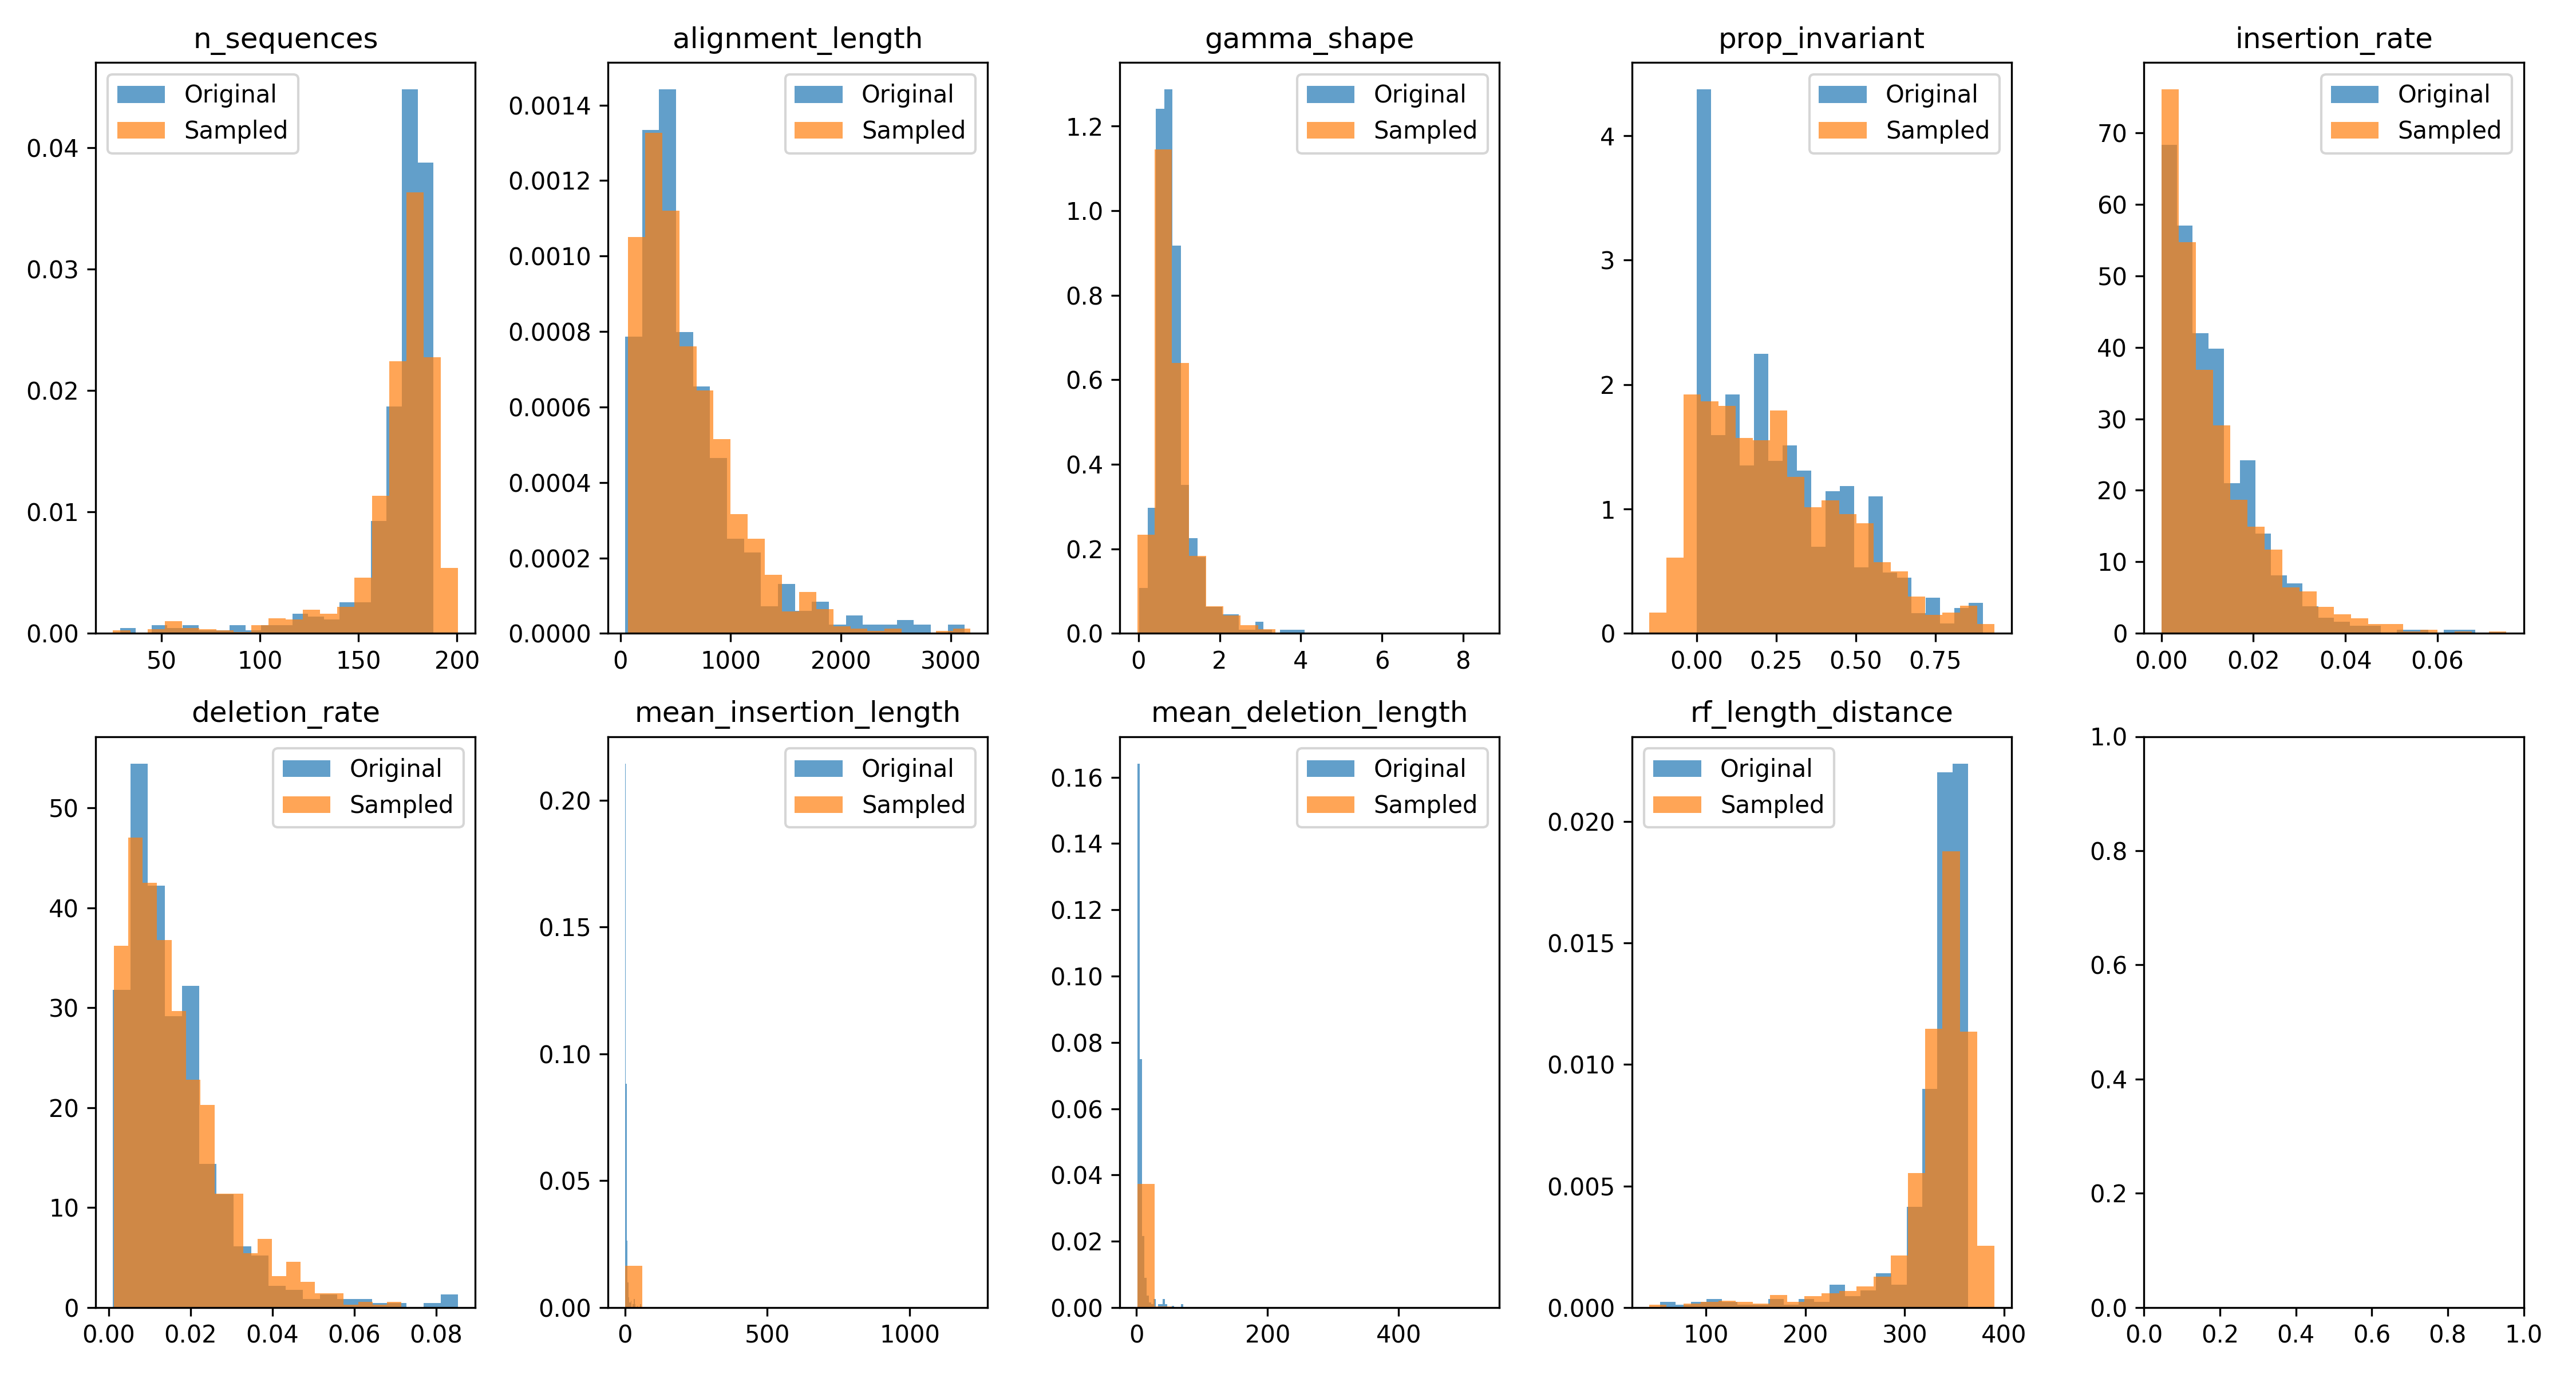 n_sequences
Original
Sampled
0.04
0.03
0.02
0.01
0.00
50 100 150 200
alignment_length
Original
Sampled
0.0014
0.0012
0.0010
0.0008
0.0006
0.0004
0.0002
0.0000
0 1000 2000 3000
gamma_shape
Original
Sampled
1.2
1.0
0.8
0.6
0.4
0.2
0.0
0 2 4 6 8
prop_invariant
Original
Sampled
4
3
2
1
0
0.00 0.25 0.50 0.75
insertion_rate
Original
Sampled
70
60
50
40
30
20
10
0
0.00 0.02 0.04 0.06
deletion_rate
Original
Sampled
50
40
30
20
10
0
0.00 0.02 0.04 0.06 0.08
mean_insertion_length
Original
Sampled
0.20
0.15
0.10
0.05
0.00
0 500 1000
mean_deletion_length
Original
Sampled
0.16
0.14
0.12
0.10
0.08
0.06
0.04
0.02
0.00
0 200 400
rf_length_distance
Original
Sampled
0.020
0.015
0.010
0.005
0.000
100 200 300 400
1.0
0.8
0.6
0.4
0.2
0.0
0.0 0.2 0.4 0.6 0.8 1.0